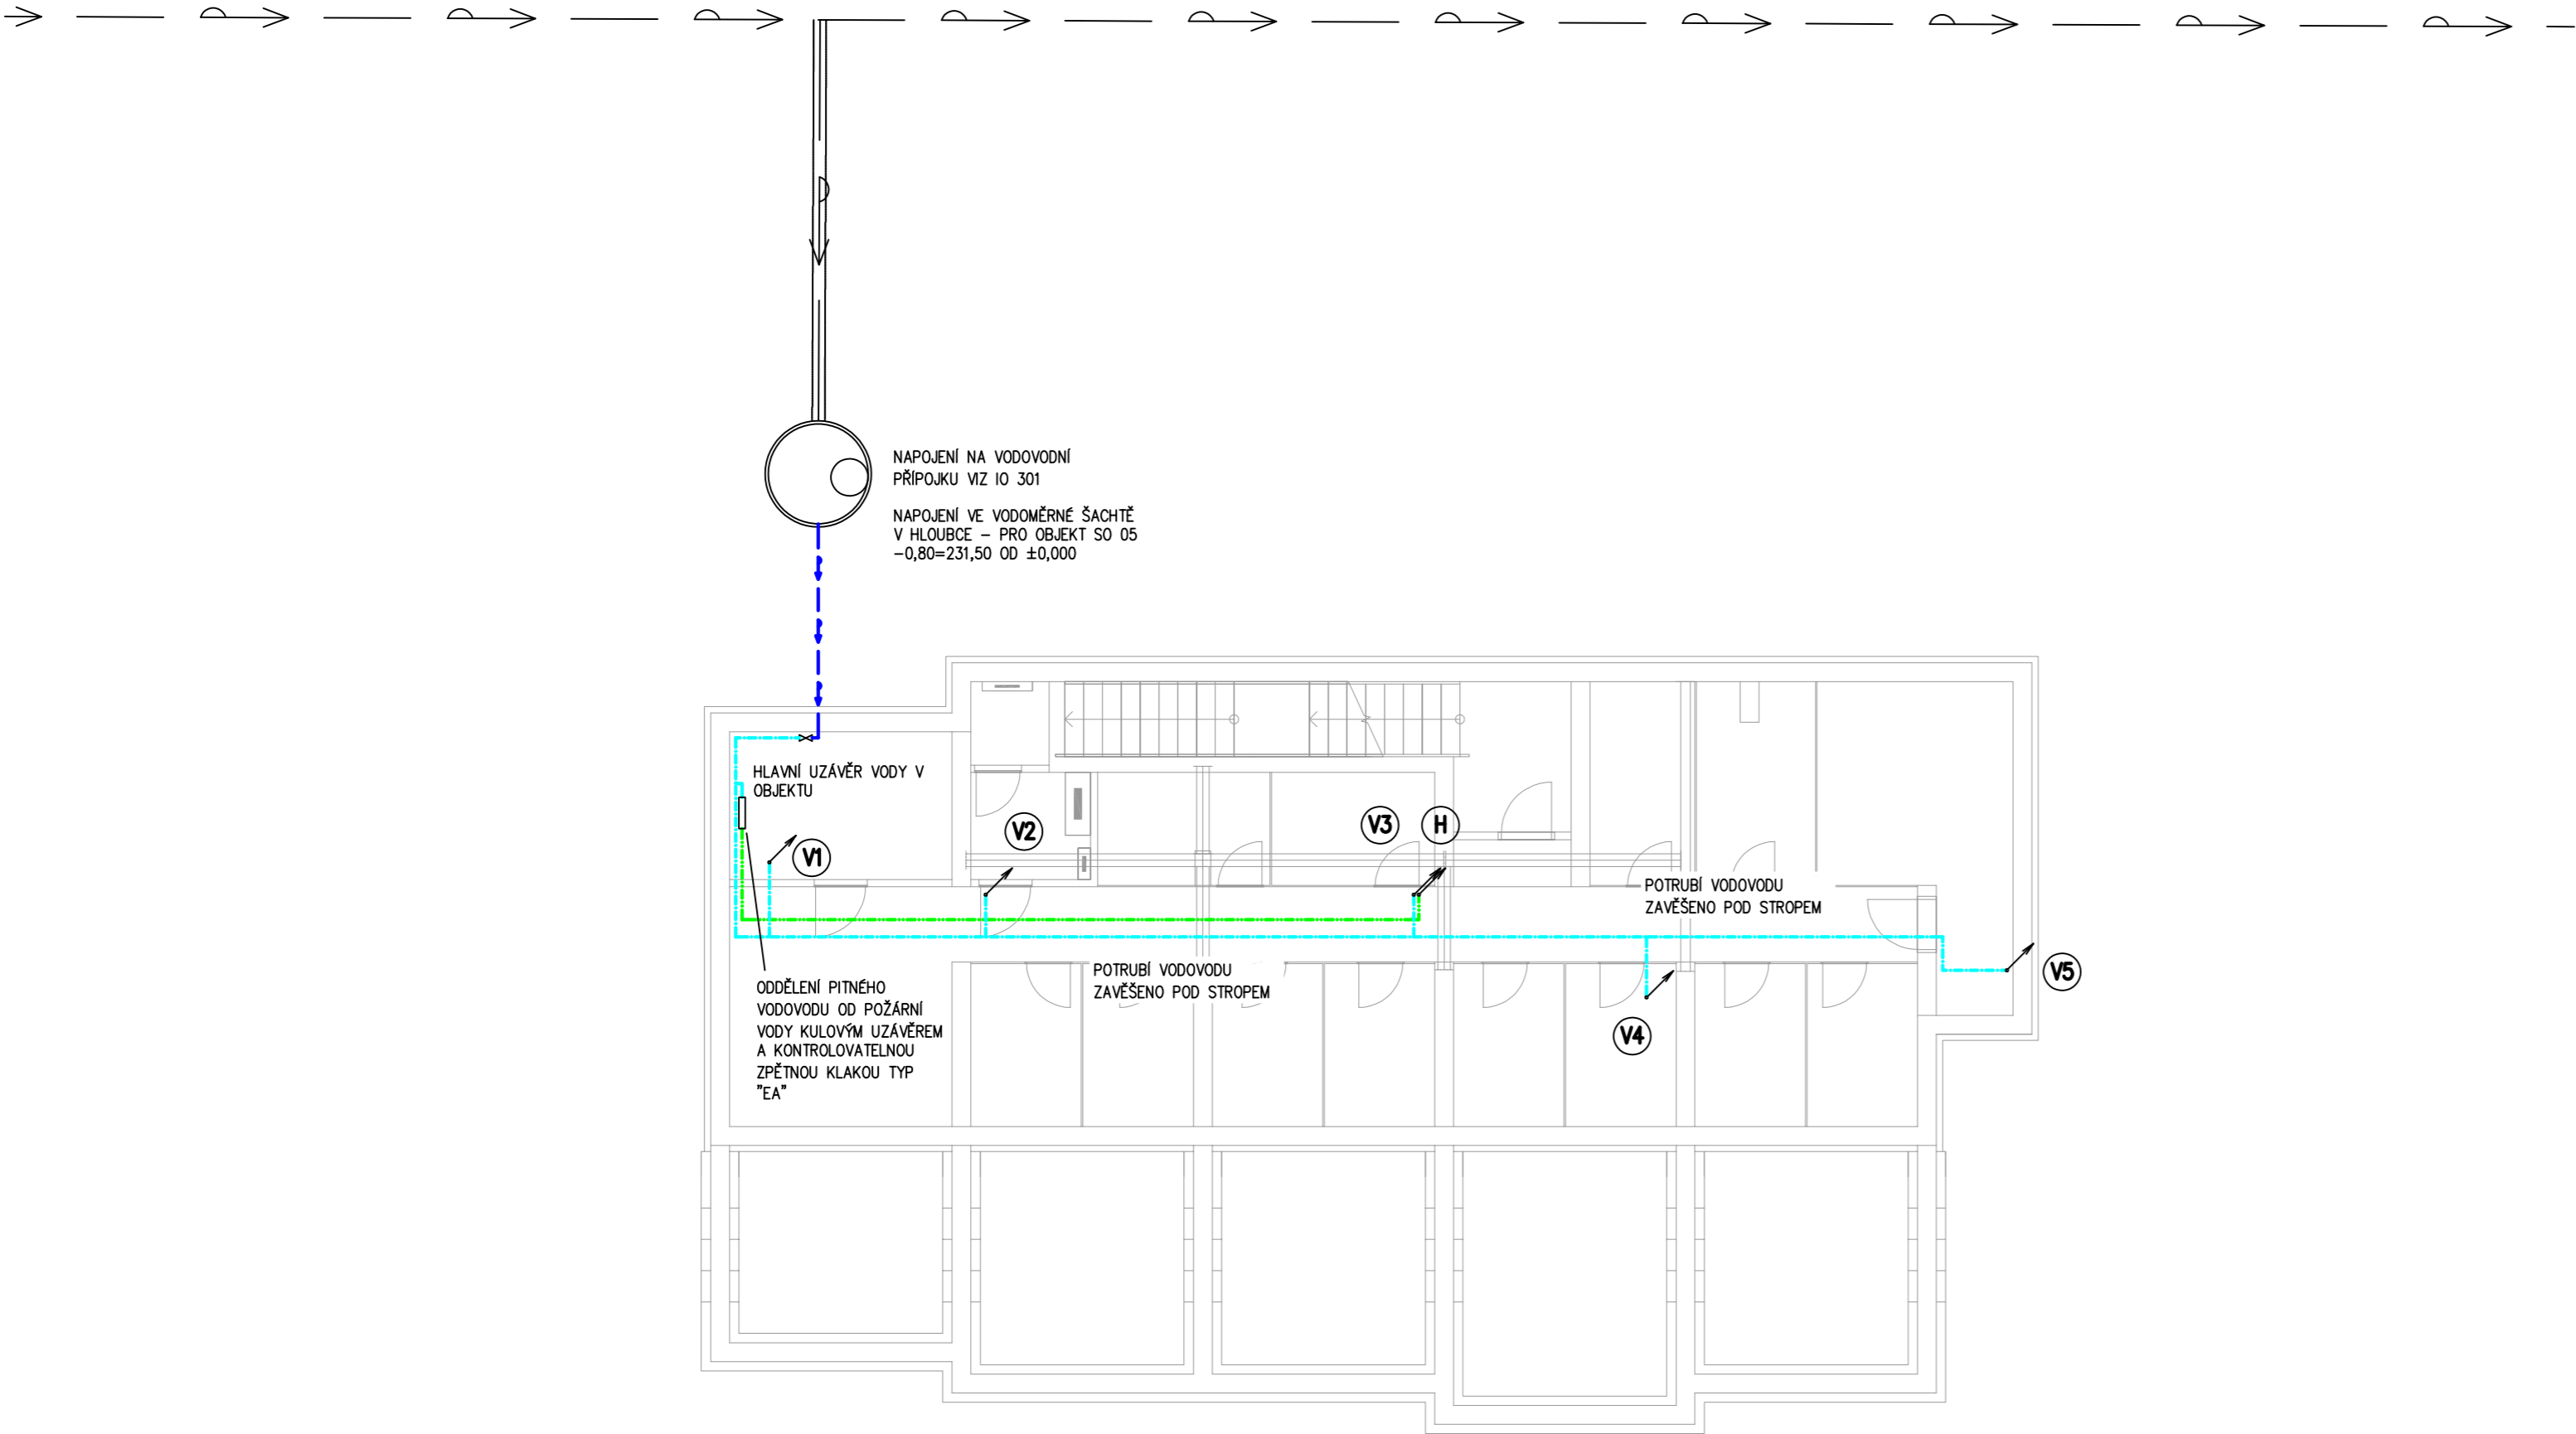 NAPOJENÍ NA VODOVODNÍ
PŘÍPOJKU VIZ IO 301
NAPOJENÍ VE VODOMĚRNÉ ŠACHTĚ
V HLOUBCE – PRO OBJEKT SO 05
–0,80=231,50 OD ±0,000
HLAVNÍ UZÁVĚR VODY V
OBJEKTU
V1
V2
V3
H
POTRUBÍ VODOVODU
ZAVĚŠENO POD STROPEM
POTRUBÍ VODOVODU
ZAVĚŠENO POD STROPEM
V5
V4
ODDĚLENÍ PITNÉHO
VODOVODU OD POŽÁRNÍ
VODY KULOVÝM UZÁVĚREM
A KONTROLOVATELNOU
ZPĚTNOU KLAKOU TYP
"EA"